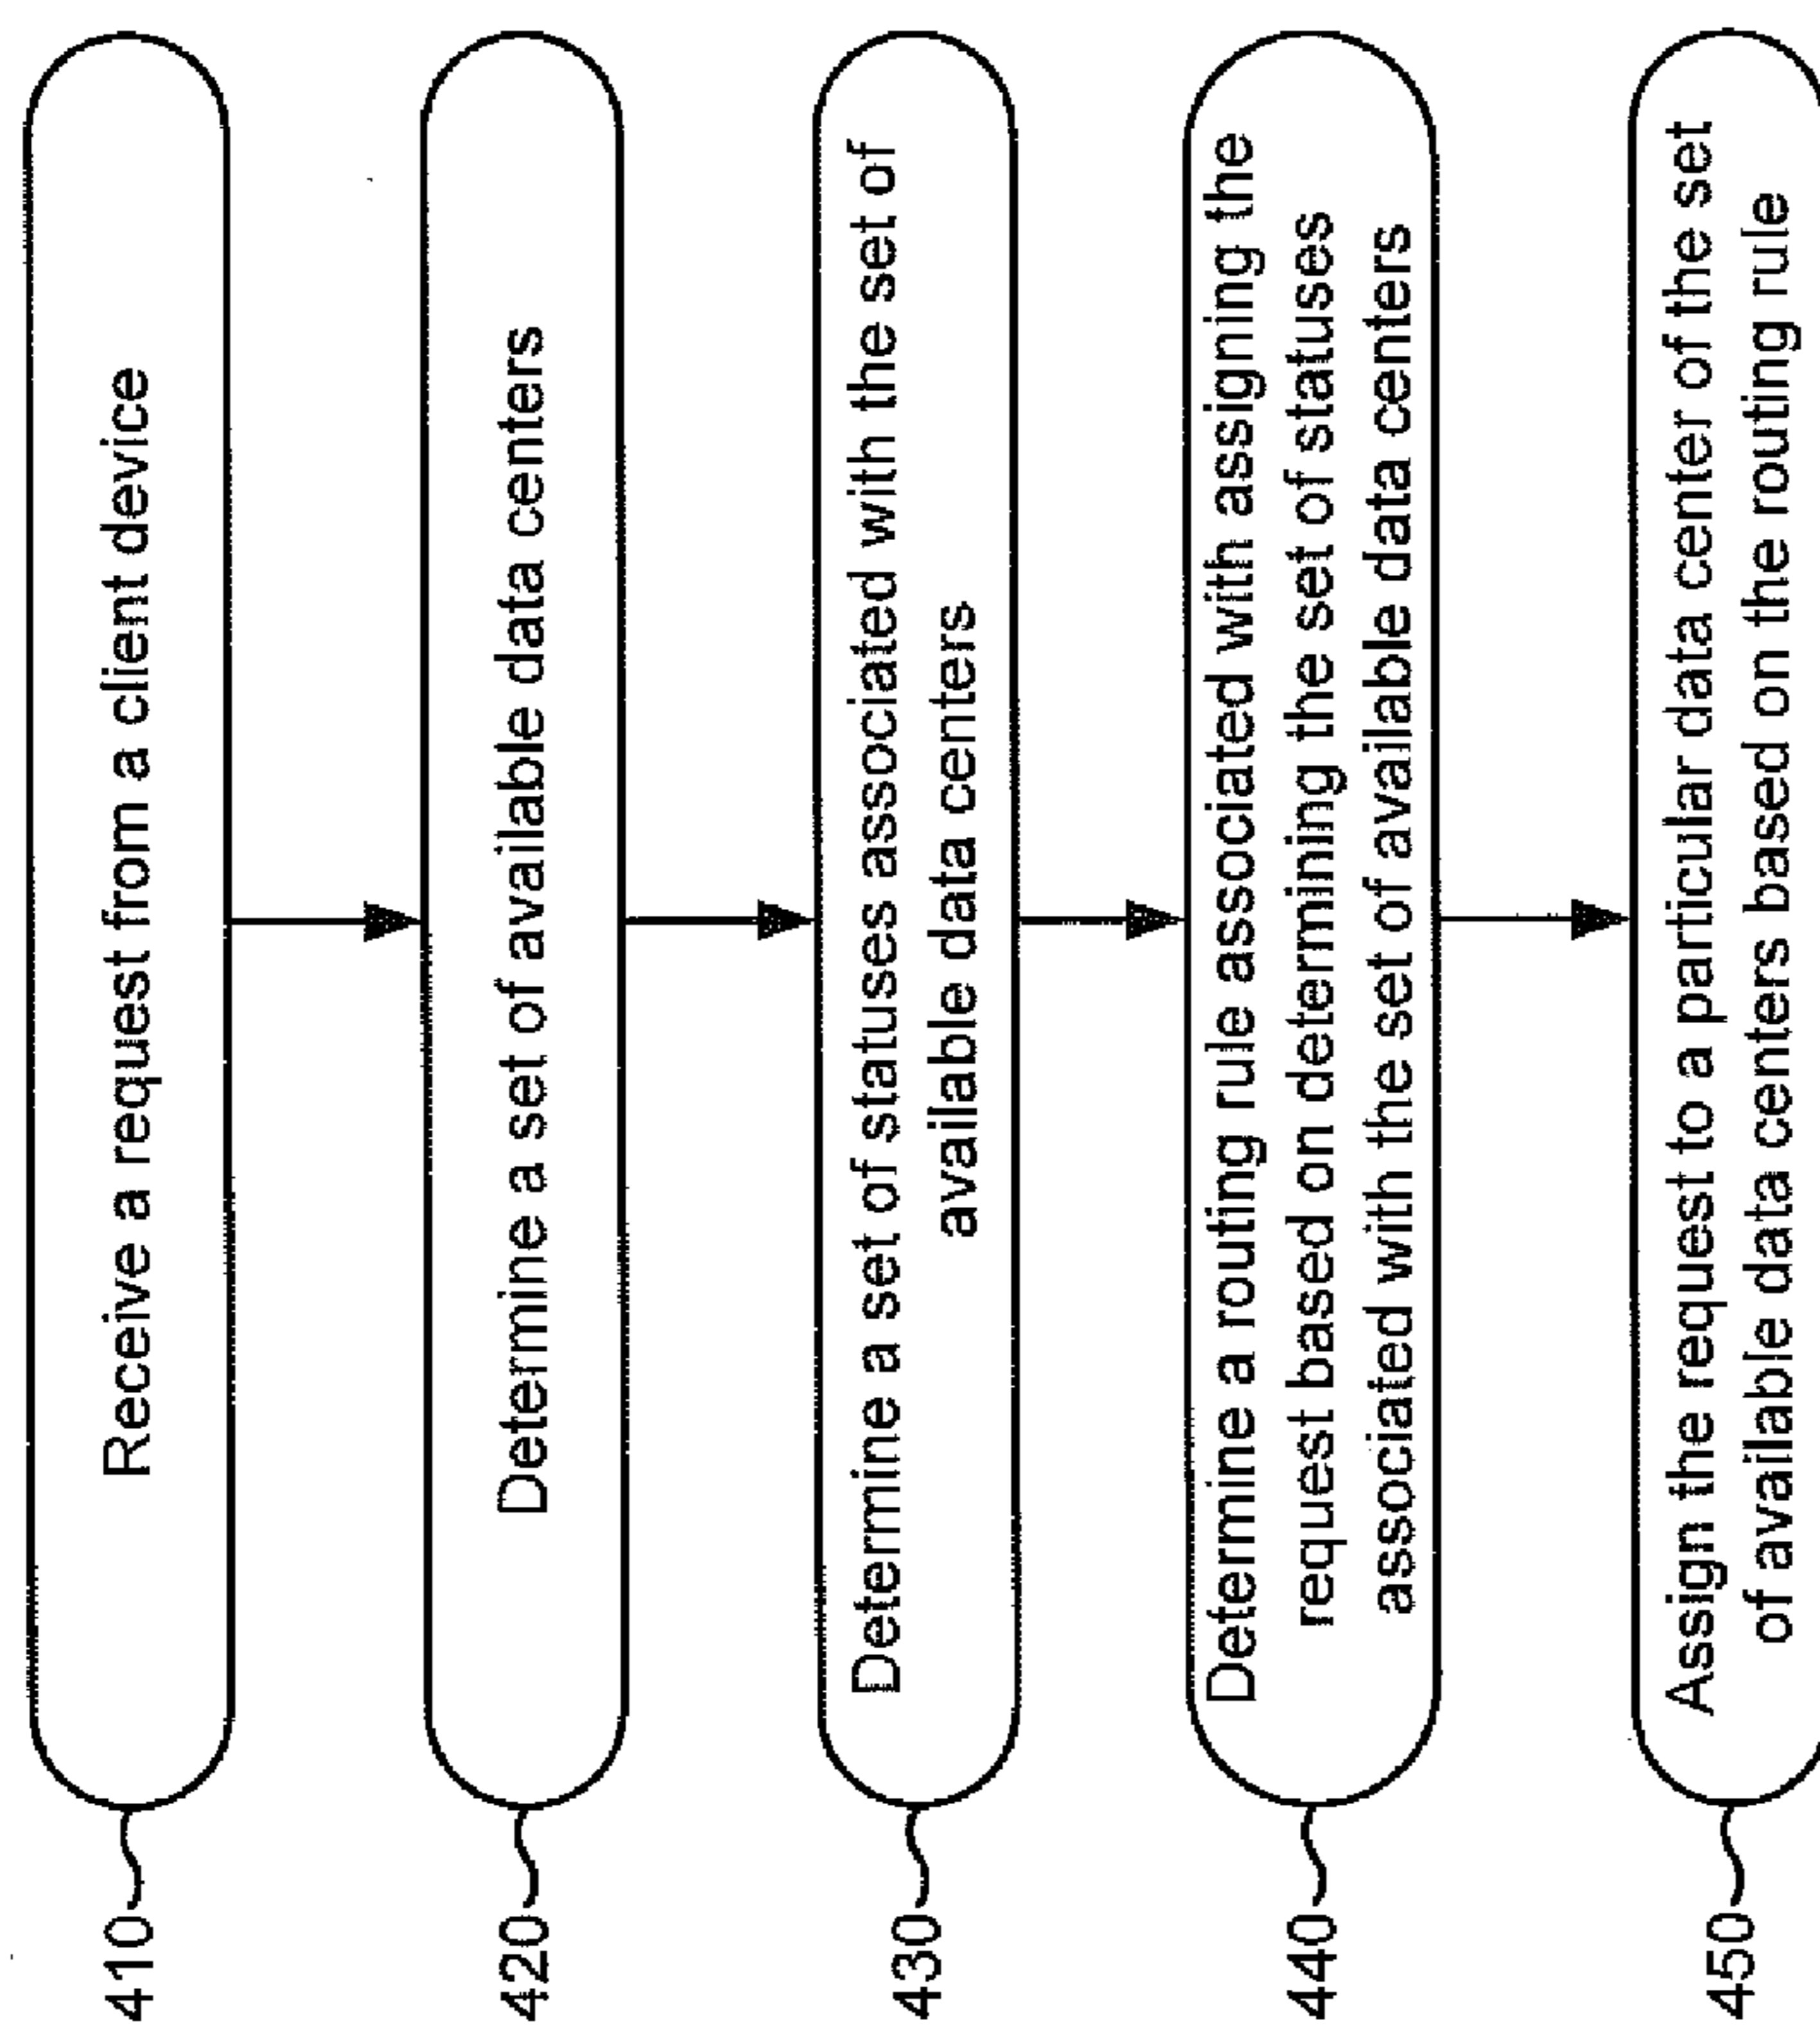 410
Receive a request from a client device
420
Determine a set of available data centers
430
Determine a set of statuses associated with the set of
available data centers
440
Determine a routing rule associated with assigning the
request based on determining the set of statuses
associated with the set of available data centers
450
Assign the request to a particular data center of the set
of available data centers based on the routing rule